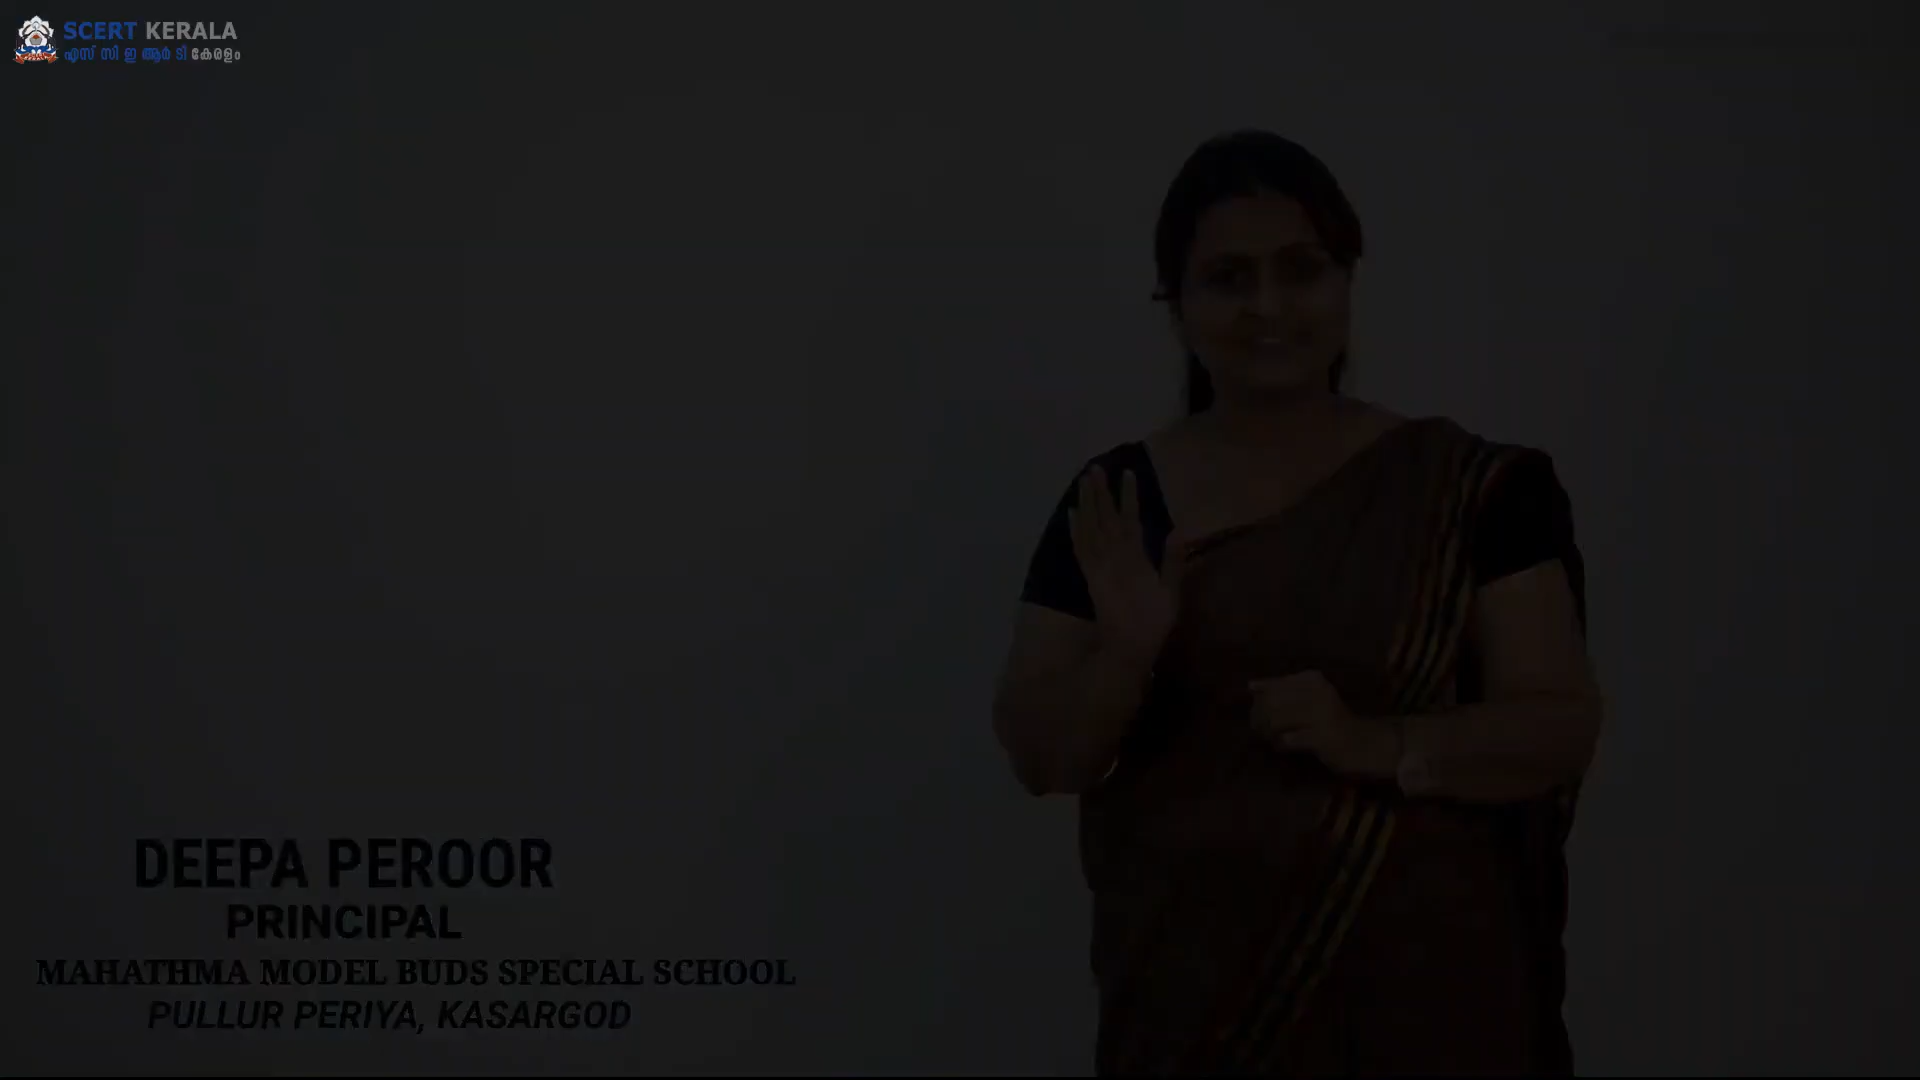 SCERT KERALA
എസ് സി ഇ ആർ ടി കേരളം
DEEPA PEROOR
PRINCIPAL
MAHATHMA MODEL BUDS SPECIAL SCHOOL
PULLUR PERIYA, KASARGOD